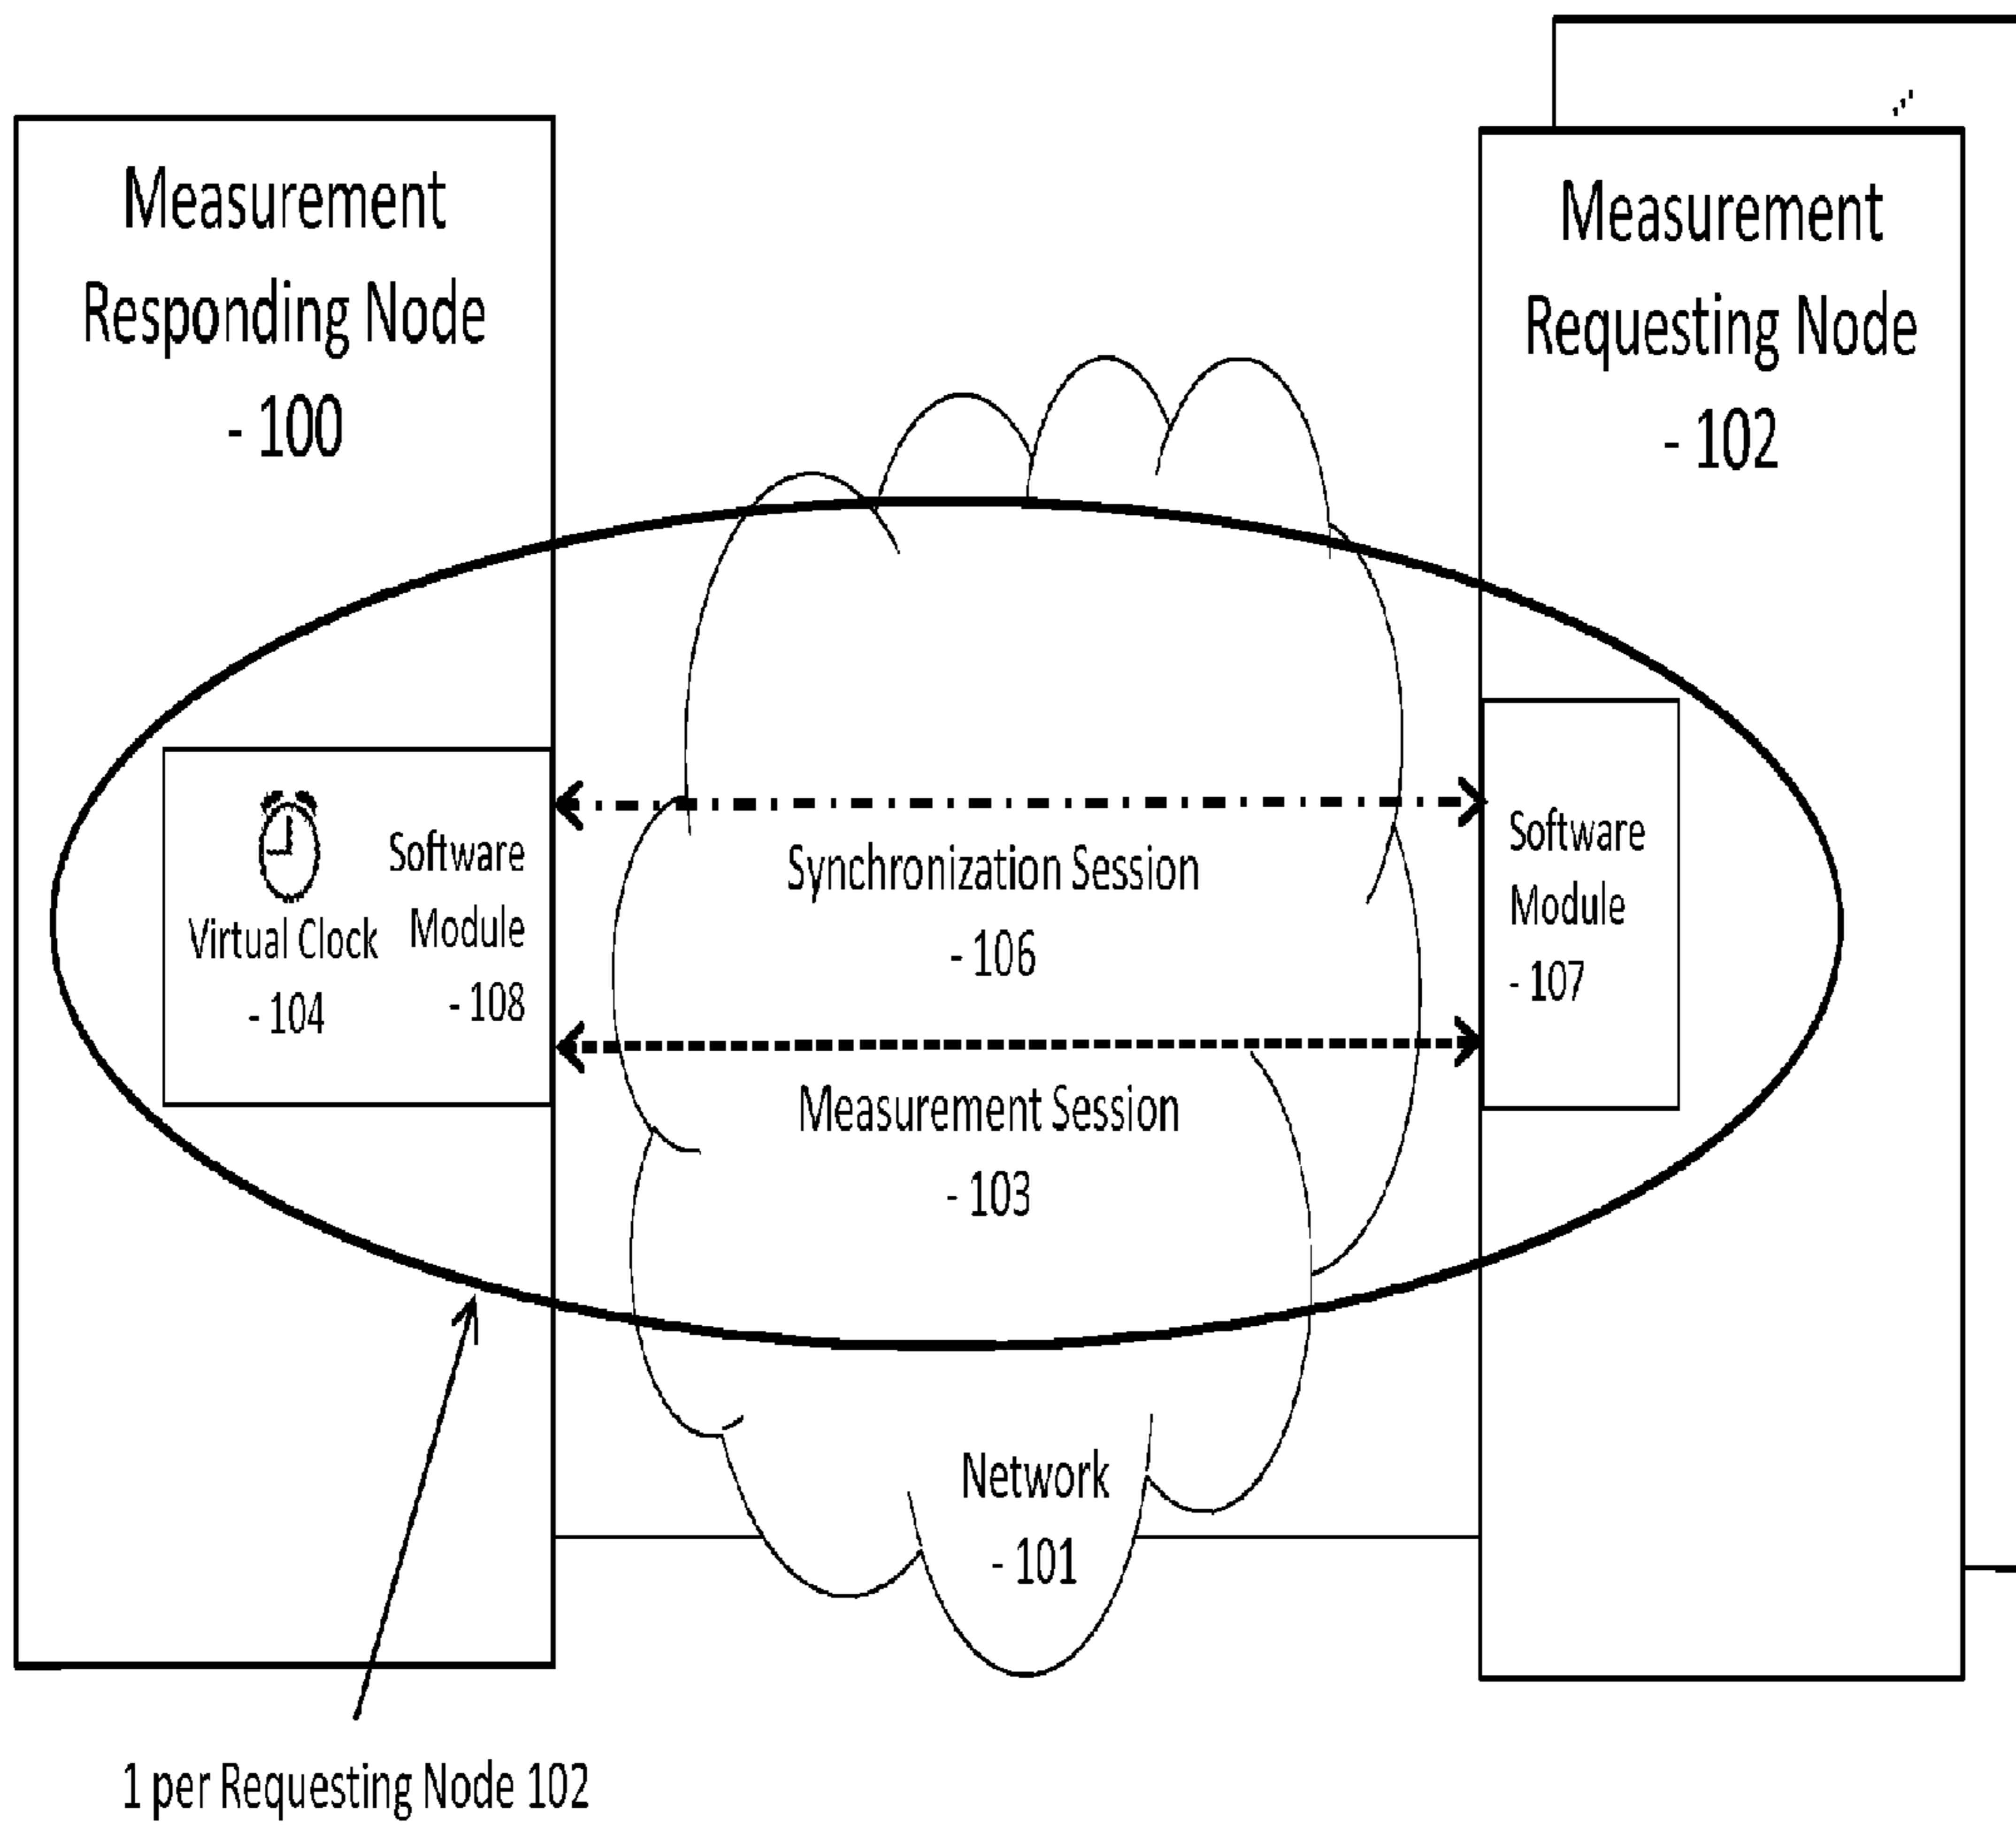 Measurement
Responding Node
- 100
Measurement
Requesting Node
- 102
Virtual Clock
- 104
Software
Module
- 108
Synchronization Session
- 106
Measurement Session
- 103
Software
Module
- 107
Network
- 101
1 per Requesting Node 102